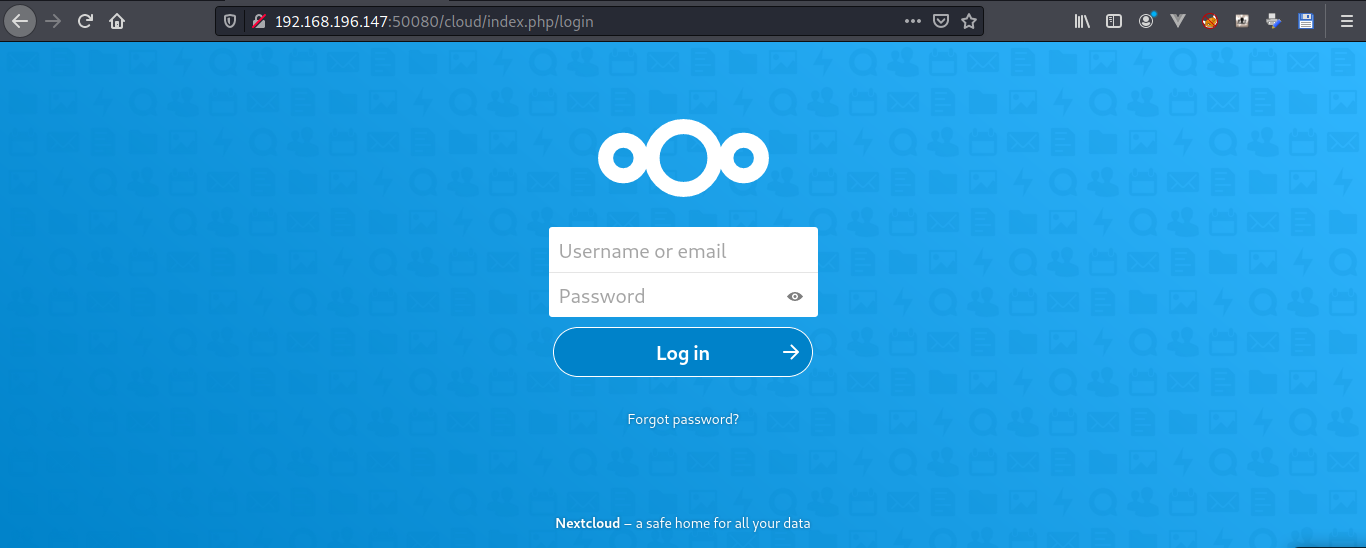 192.168.196.147:50080/cloud/index.php/login
Username or email
Password
Log in
Forgot password?
Nextcloud – a safe home for all your data